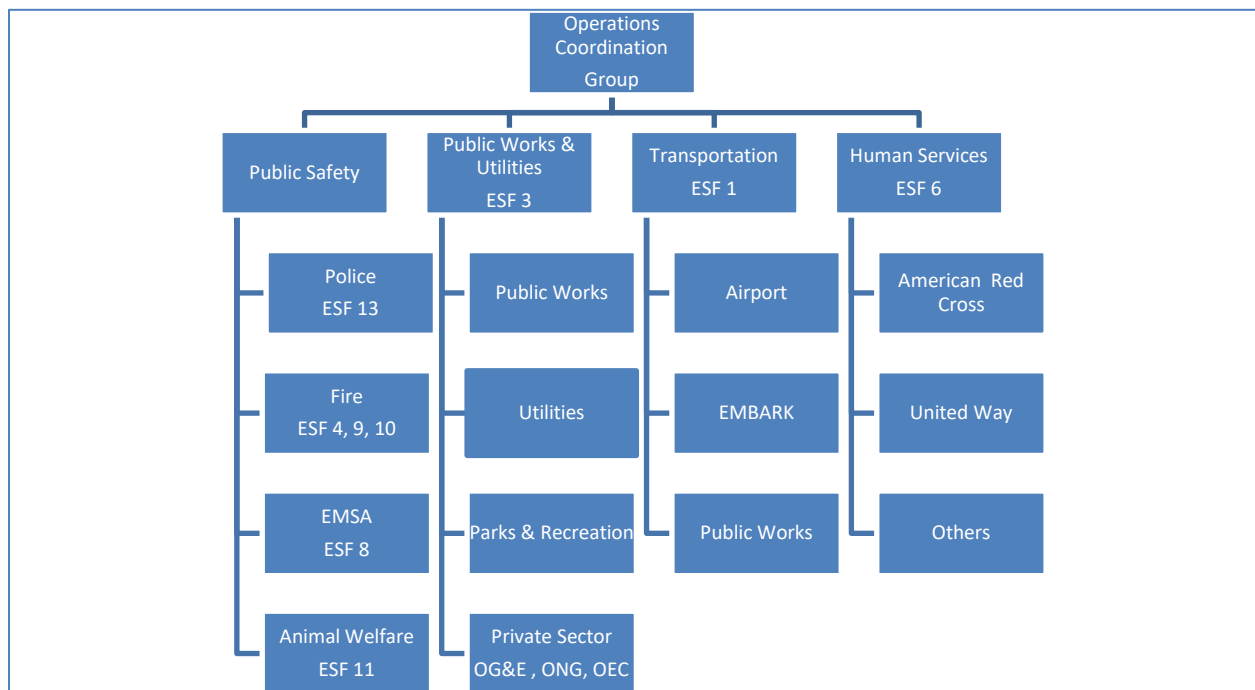 Operations
Coordination
Group
Public Safety
Public Works &
Utilities
ESF 3
Transportation
ESF 1
Human Services
ESF 6
Police
ESF 13
Public Works
Airport
American  Red
Cross
Fire
ESF 4, 9, 10
Utilities
EMBARK
United Way
EMSA
ESF 8
Parks & Recreation
Public Works
Others
Animal Welfare
ESF 11
Private Sector
OG&E , ONG, OEC